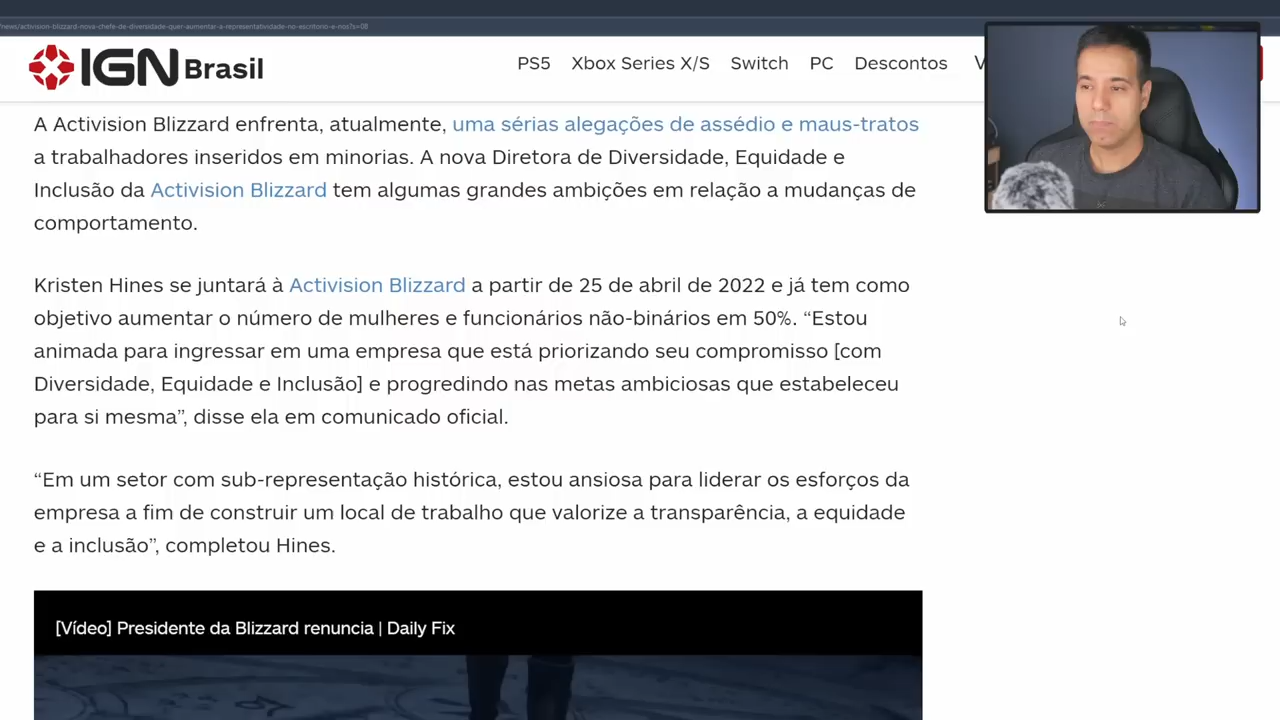 /news/activision-blizzard-nova-chefe-de-diversidade-quer-aumentar-a-representatividade-no-escritorio-e-nos?s=08
IGN Brasil
PS5 Xbox Series X/S Switch PC Descontos V
A Activision Blizzard enfrenta, atualmente, uma sérias alegações de assédio e maus-tratos
a trabalhadores inseridos em minorias. A nova Diretora de Diversidade, Equidade e
Inclusão da Activision Blizzard tem algumas grandes ambições em relação a mudanças de
comportamento.
Kristen Hines se juntará à Activision Blizzard a partir de 25 de abril de 2022 e já tem como
objetivo aumentar o número de mulheres e funcionários não-binários em 50%. “Estou
animada para ingressar em uma empresa que está priorizando seu compromisso [com
Diversidade, Equidade e Inclusão] e progredindo nas metas ambiciosas que estabeleceu
para si mesma”, disse ela em comunicado oficial.
“Em um setor com sub-representação histórica, estou ansiosa para liderar os esforços da
empresa a fim de construir um local de trabalho que valorize a transparência, a equidade
e a inclusão”, completou Hines.
[Vídeo] Presidente da Blizzard renuncia | Daily Fix